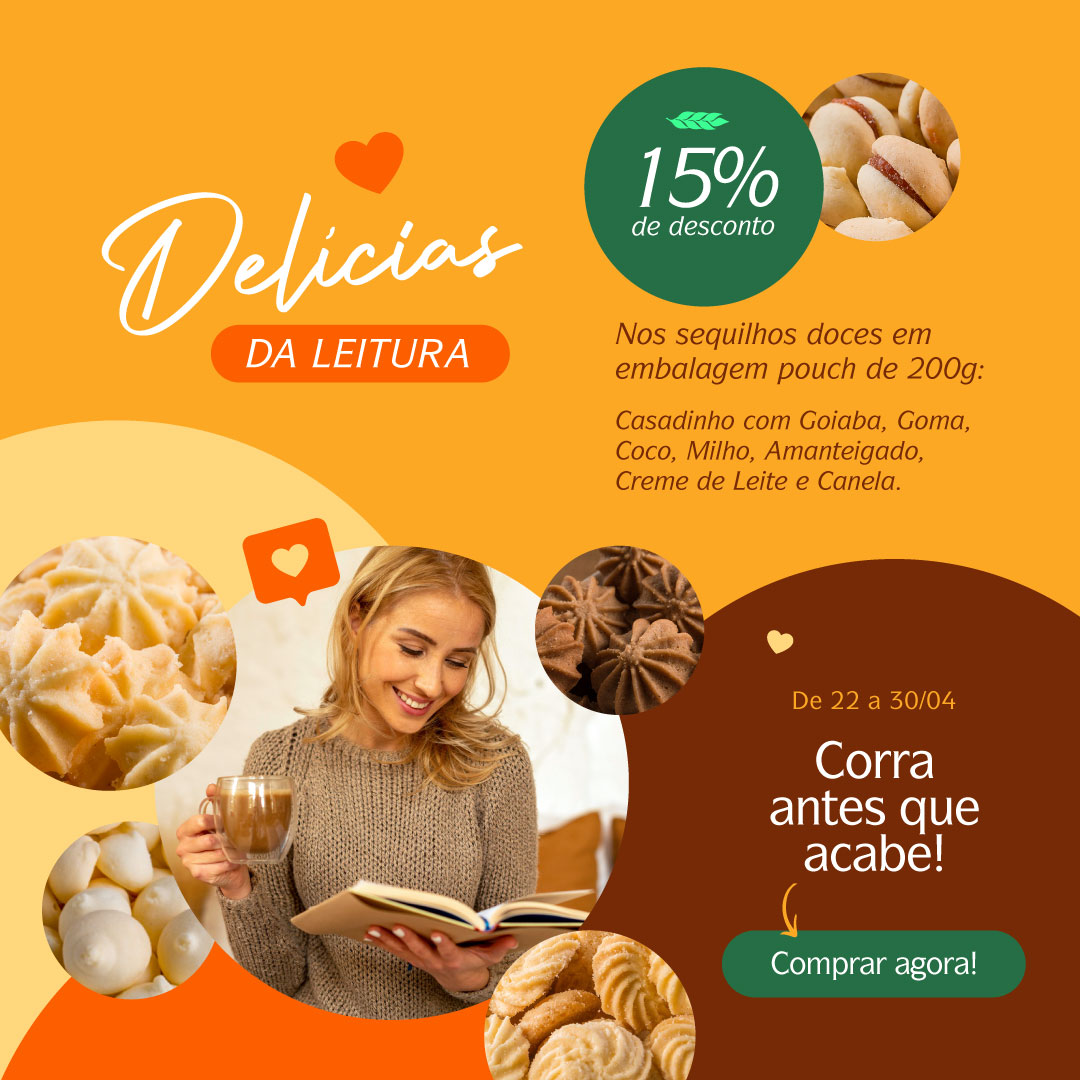 Delícias
DA LEITURA
15%
de desconto
Nos sequilhos doces em
embalagem pouch de 200g:
Casadinho com Goiaba, Goma,
Coco, Milho, Amanteigado,
Creme de Leite e Canela.
De 22 a 30/04
Corra
antes que
acabe!
Comprar agora!